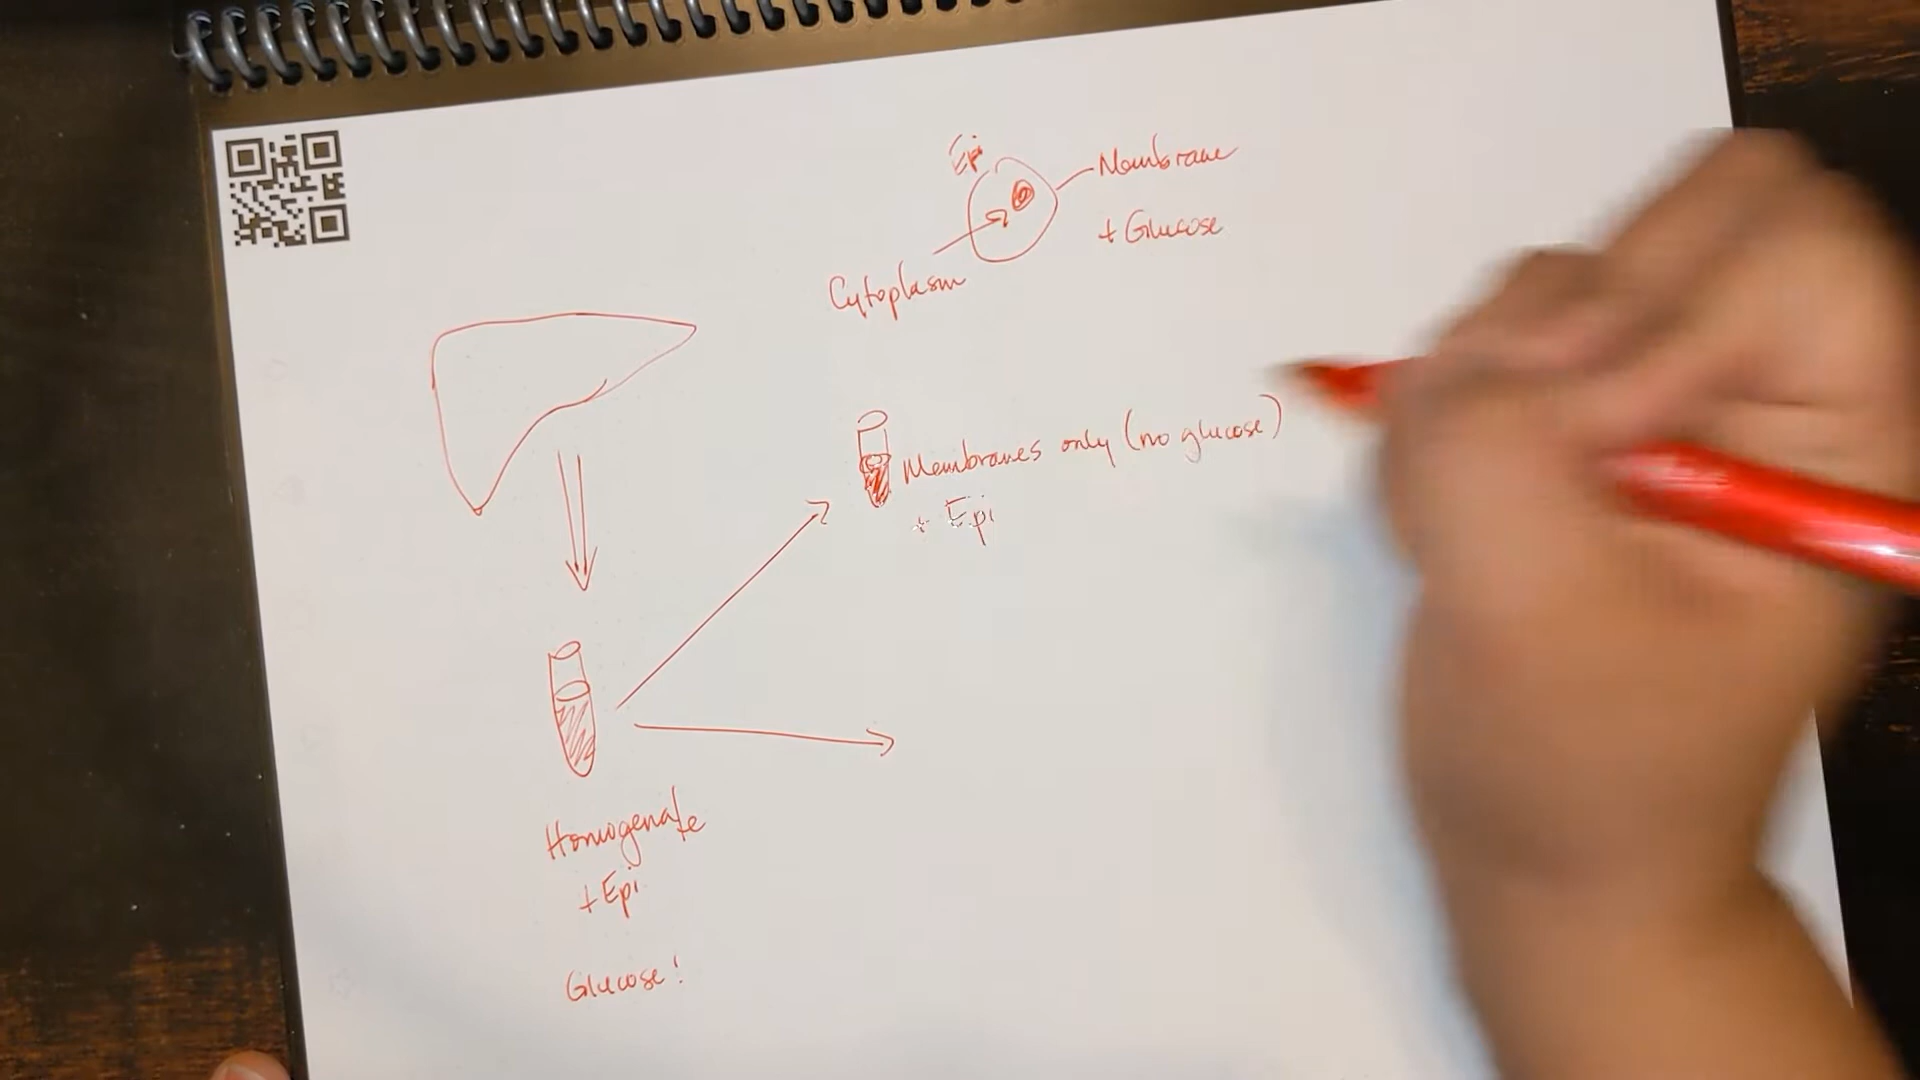 Epi
Membrane
+ Glucose
Cytoplasm
Membranes only (no glucose)
+ Epi
Homogenate
+ Epi
Glucose!